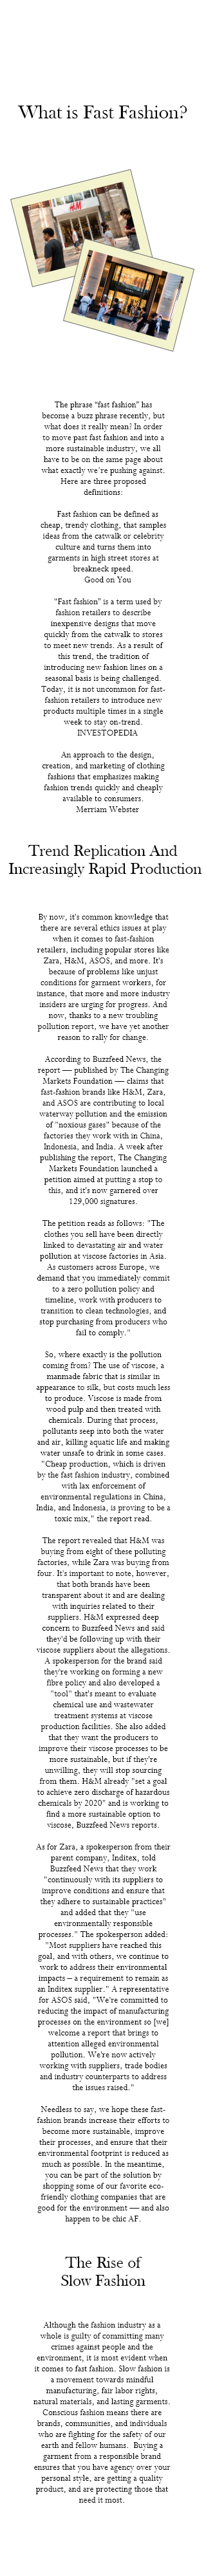 What is Fast Fashion?
H&M
The phrase “fast fashion” has
become a buzz phrase recently, but
what does it really mean? In order
to move past fast fashion and into a
more sustainable industry, we all
have to be on the same page about
what exactly we’re pushing against.
Here are three proposed
definitions:
Fast fashion can be defined as
cheap, trendy clothing, that samples
ideas from the catwalk or celebrity
culture and turns them into
garments in high street stores at
breakneck speed.
Good on You
"Fast fashion" is a term used by
fashion retailers to describe
inexpensive designs that move
quickly from the catwalk to stores
to meet new trends. As a result of
this trend, the tradition of
introducing new fashion lines on a
seasonal basis is being challenged.
Today, it is not uncommon for fast-
fashion retailers to introduce new
products multiple times in a single
week to stay on-trend.
INVESTOPEDIA
An approach to the design,
creation, and marketing of clothing
fashions that emphasizes making
fashion trends quickly and cheaply
available to consumers.
Merriam Webster
Trend Replication And
Increasingly Rapid Production
By now, it's common knowledge that
there are several ethics issues at play
when it comes to fast-fashion
retailers, including popular stores like
Zara, H&M, ASOS, and more. It's
because of problems like unjust
conditions for garment workers, for
instance, that more and more industry
insiders are urging for progress. And
now, thanks to a new troubling
pollution report, we have yet another
reason to rally for change.
According to Buzzfeed News, the
report — published by The Changing
Markets Foundation — claims that
fast-fashion brands like H&M, Zara,
and ASOS are contributing to local
waterway pollution and the emission
of "noxious gases" because of the
factories they work with in China,
Indonesia, and India. A week after
publishing the report, The Changing
Markets Foundation launched a
petition aimed at putting a stop to
this, and it's now garnered over
129,000 signatures.
The petition reads as follows: "The
clothes you sell have been directly
linked to devastating air and water
pollution at viscose factories in Asia.
As customers across Europe, we
demand that you immediately commit
to a zero pollution policy and
timeline, work with producers to
transition to clean technologies, and
stop purchasing from producers who
fail to comply."
So, where exactly is the pollution
coming from? The use of viscose, a
manmade fabric that is similar in
appearance to silk, but costs much less
to produce. Viscose is made from
wood pulp and then treated with
chemicals. During that process,
pollutants seep into both the water
and air, killing aquatic life and making
water unsafe to drink in some cases.
"Cheap production, which is driven
by the fast fashion industry, combined
with lax enforcement of
environmental regulations in China,
India, and Indonesia, is proving to be a
toxic mix," the report read.
The report revealed that H&M was
buying from eight of these polluting
factories, while Zara was buying from
four. It's important to note, however,
that both brands have been
transparent about it and are dealing
with inquiries related to their
suppliers. H&M expressed deep
concern to Buzzfeed News and said
they'd be following up with their
viscose suppliers about the allegations.
A spokesperson for the brand said
they're working on forming a new
fibre policy and also developed a
"tool" that's meant to evaluate
chemical use and wastewater
treatment systems at viscose
production facilities. She also added
that they want the producers to
improve their viscose processes to be
more sustainable, but if they're
unwilling, they will stop sourcing
from them. H&M already "set a goal
to achieve zero discharge of hazardous
chemicals by 2020" and is working to
find a more sustainable option to
viscose, Buzzfeed News reports.
As for Zara, a spokesperson from their
parent company, Inditex, told
Buzzfeed News that they work
"continuously with its suppliers to
improve conditions and ensure that
they adhere to sustainable practices"
and added that they "use
environmentally responsible
processes." The spokesperson added:
"Most suppliers have reached this
goal, and with others, we continue to
work to address their environmental
impacts – a requirement to remain as
an Inditex supplier." A representative
for ASOS said, "We're committed to
reducing the impact of manufacturing
processes on the environment so [we]
welcome a report that brings to
attention alleged environmental
pollution. We're now actively
working with suppliers, trade bodies
and industry counterparts to address
the issues raised."
Needless to say, we hope these fast-
fashion brands increase their efforts to
become more sustainable, improve
their processes, and ensure that their
environmental footprint is reduced as
much as possible. In the meantime,
you can be part of the solution by
shopping some of our favorite eco-
friendly clothing companies that are
good for the environment — and also
happen to be chic AF.
The Rise of
Slow Fashion
Although the fashion industry as a
whole is guilty of committing many
crimes against people and the
environment, it is most evident when
it comes to fast fashion. Slow fashion is
a movement towards mindful
manufacturing, fair labor rights,
natural materials, and lasting garments.
Conscious fashion means there are
brands, communities, and individuals
who are fighting for the safety of our
earth and fellow humans. Buying a
garment from a responsible brand
ensures that you have agency over your
personal style, are getting a quality
product, and are protecting those that
need it most.